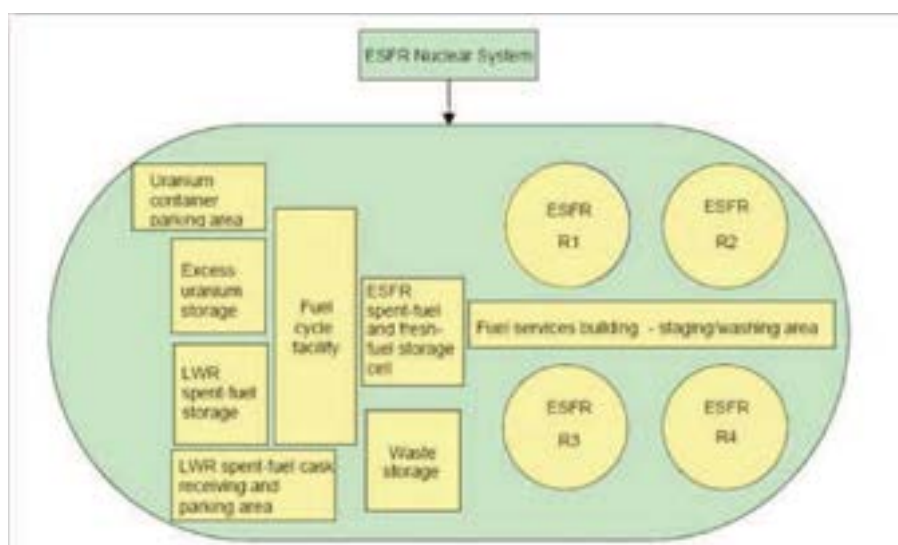 ESFR Nuclear System
Uranium
container
parking area
Excess
uranium
storage
LWR
spent-fuel
storage
LWR spent-fuel cask
receiving and
parking area
Fuel
cycle
facility
ESFR
spent-fuel
and fresh-
fuel storage
cell
Waste
storage
ESFR
R1
ESFR
R2
Fuel services building - staging/washing area
ESFR
R3
ESFR
R4